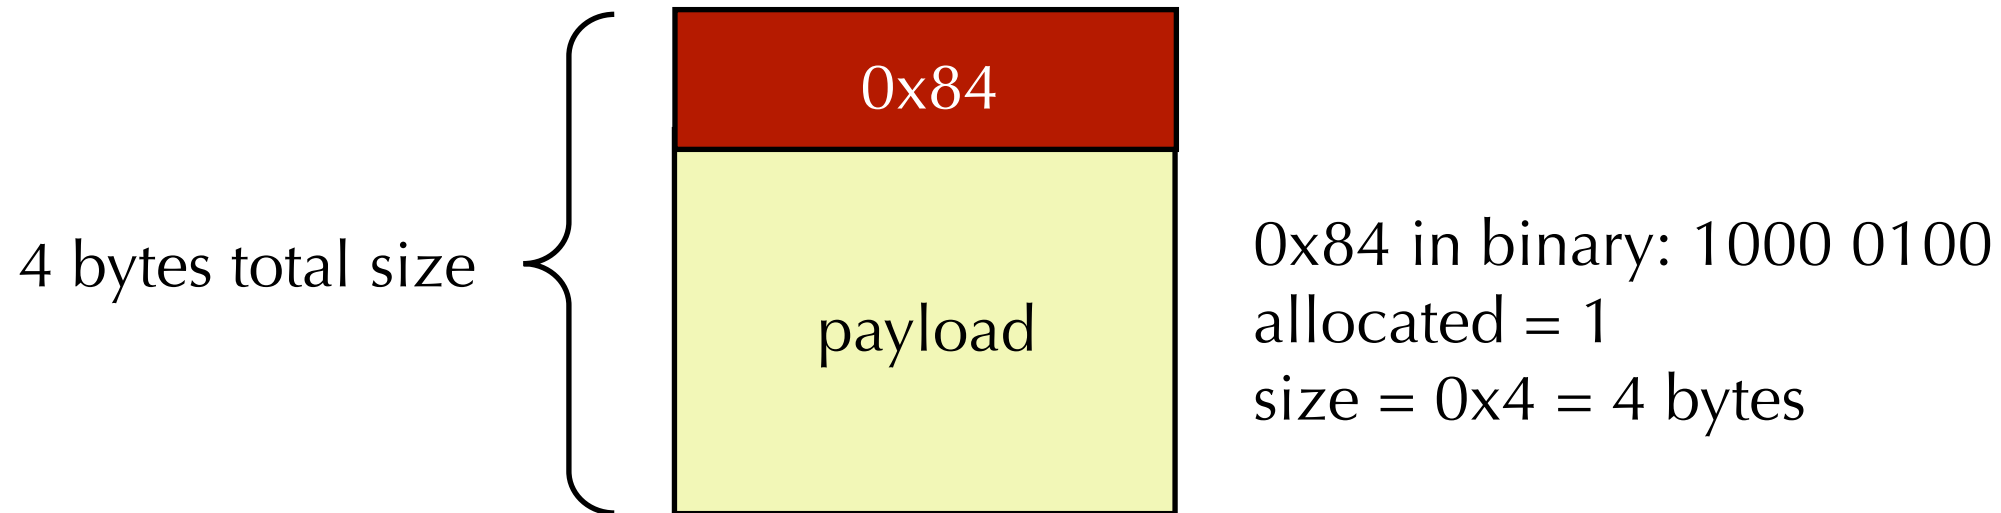 0x84
4 bytes total size
payload
0x84 in binary: 1000 0100
allocated = 1
size = 0x4 = 4 bytes